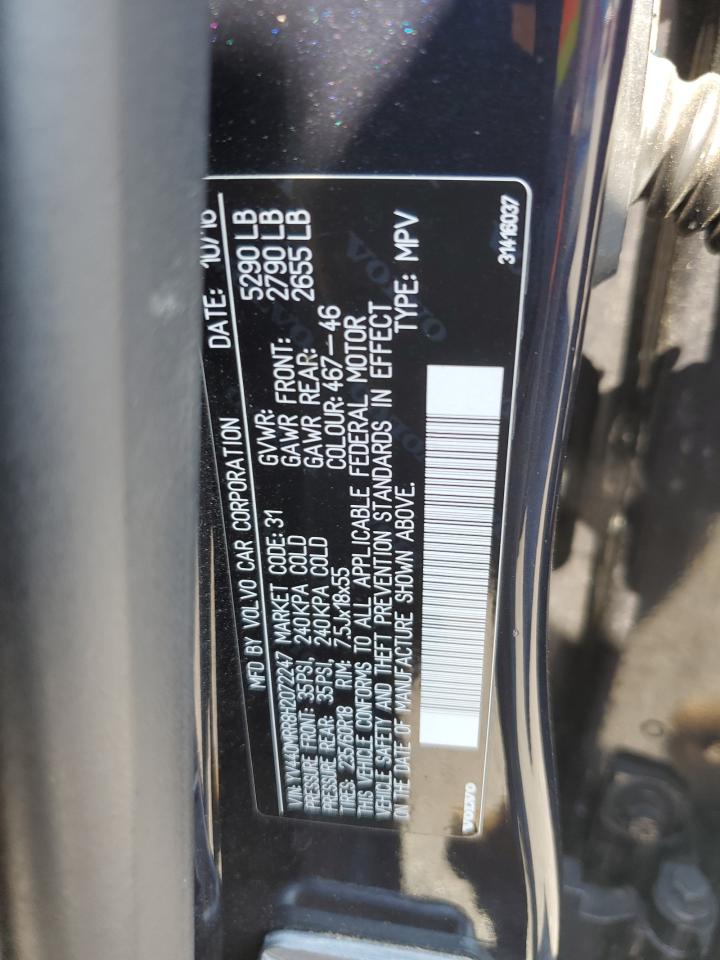 MFD BY VOLVO CAR CORPORATION DATE: 10/16
VIN: YV440MRR8H2072247 MARKET CODE: 31 GVWR: 5290 LB
PRESSURE FRONT: 35PSI, 240KPA COLD GAWR FRONT: 2790 LB
PRESSURE REAR: 35PSI, 240KPA COLD GAWR REAR: 2655 LB
TIRES: 235/60R18 RIM: 7.5Jx18x55 COLOUR: 467-46
THIS VEHICLE CONFORMS TO ALL APPLICABLE FEDERAL MOTOR
VEHICLE SAFETY AND THEFT PREVENTION STANDARDS IN EFFECT
ON THE DATE OF MANUFACTURE SHOWN ABOVE. TYPE: MPV
VOLVO 31416037